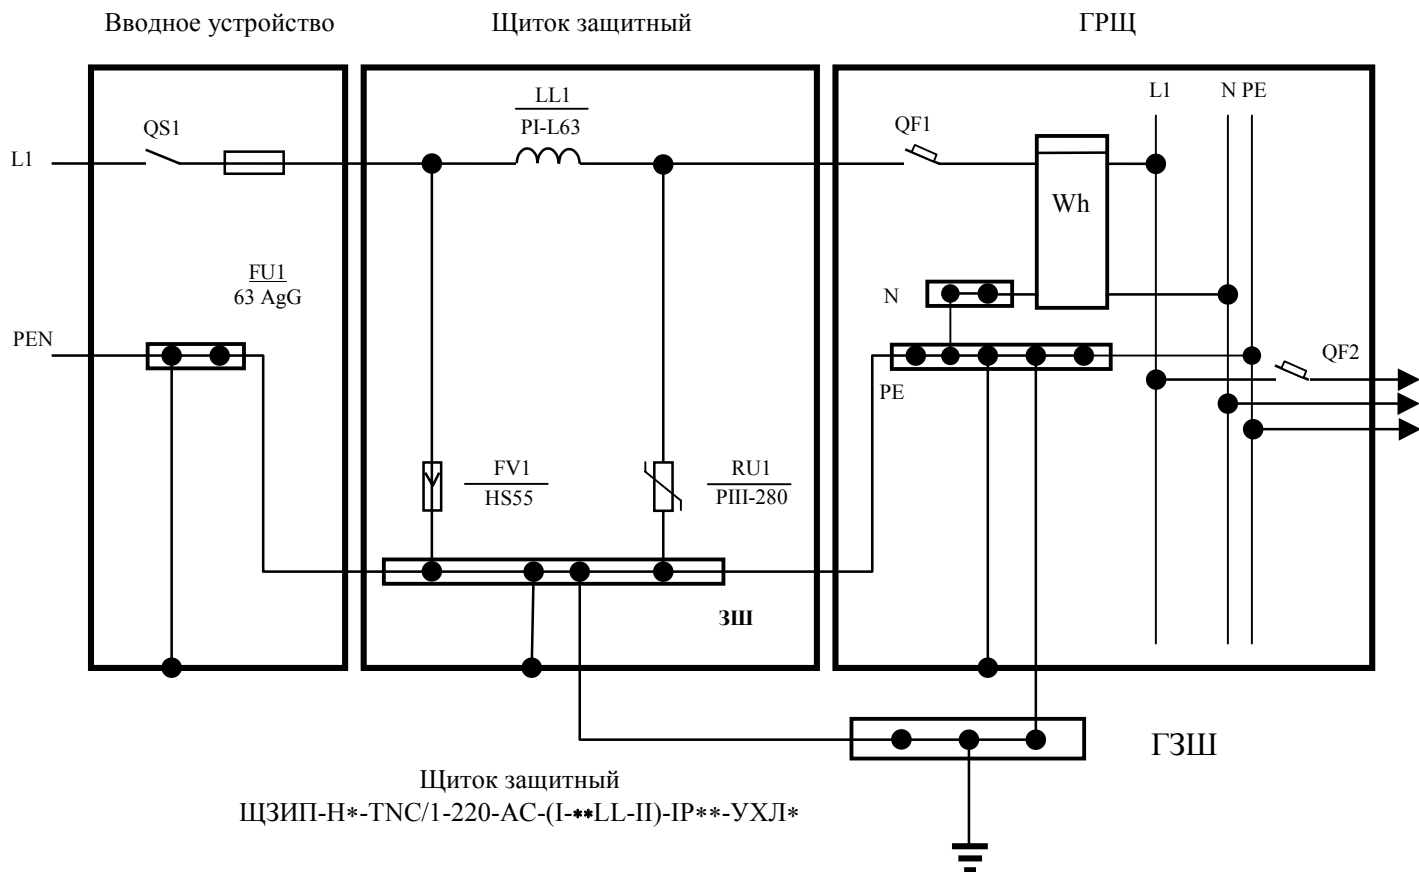 Вводное устройство
Щиток защитный
ГРЩ
LL1
PI-L63
L1
N PE
QS1
QF1
L1
Wh
FU1
63 AgG
N
PEN
QF2
PE
FV1
HS55
RU1
PIII-280
ЗШ
ГЗШ
Щиток защитный
ЩЗИП-Н*-TNC/1-220-AC-(I-**LL-II)-IP**-УХЛ*